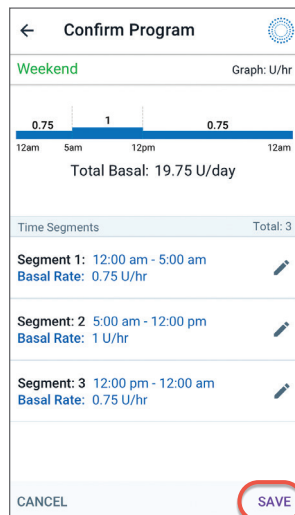 ← Confirm Program
Weekend Graph: U/hr
0.75 1 0.75
12am 5am 12pm 12am
Total Basal: 19.75 U/day
Time Segments Total: 3
Segment 1: 12:00 am - 5:00 am
Basal Rate: 0.75 U/hr
Segment: 2 5:00 am - 12:00 pm
Basal Rate: 1 U/hr
Segment: 3 12:00 pm - 12:00 am
Basal Rate: 0.75 U/hr
CANCEL SAVE